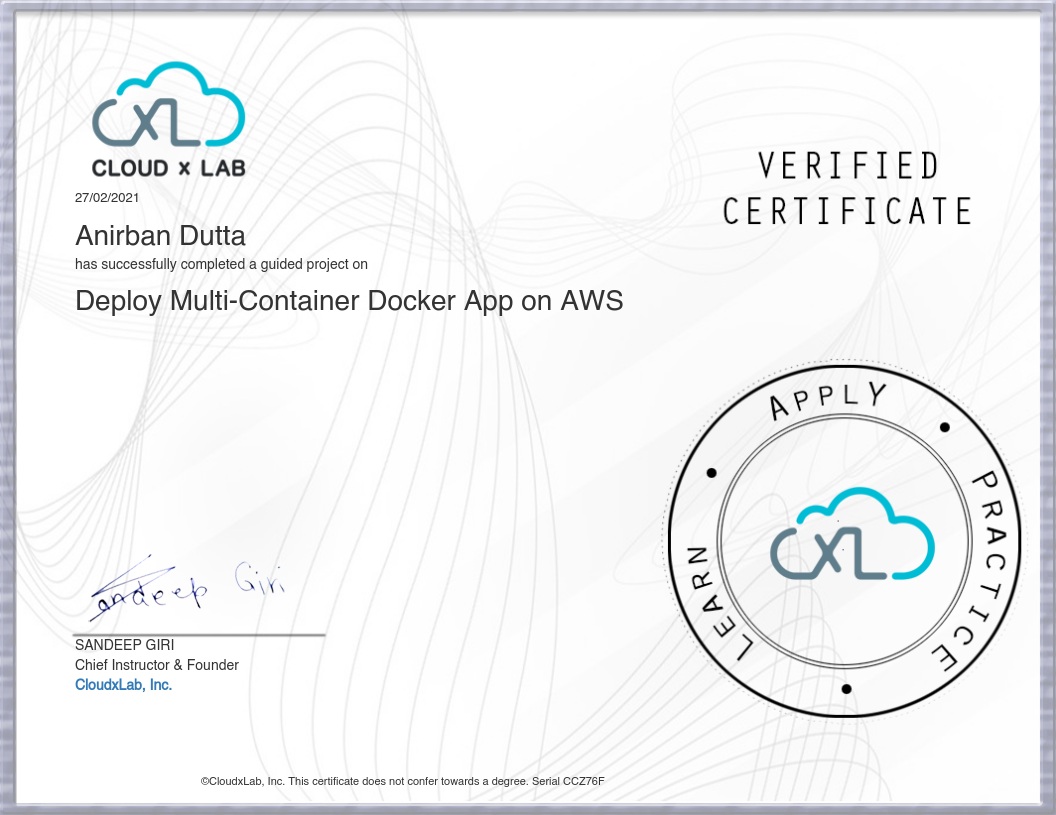 CXL
CLOUD x LAB
27/02/2021
VERIFIED
CERTIFICATE
Anirban Dutta
has successfully completed a guided project on
Deploy Multi-Container Docker App on AWS
LEARN
APPLY
PRACTICE
CXL
Sandeep Giri
SANDEEP GIRI
Chief Instructor & Founder
CloudxLab, Inc.
©CloudxLab, Inc. This certificate does not confer towards a degree. Serial CCZ76F